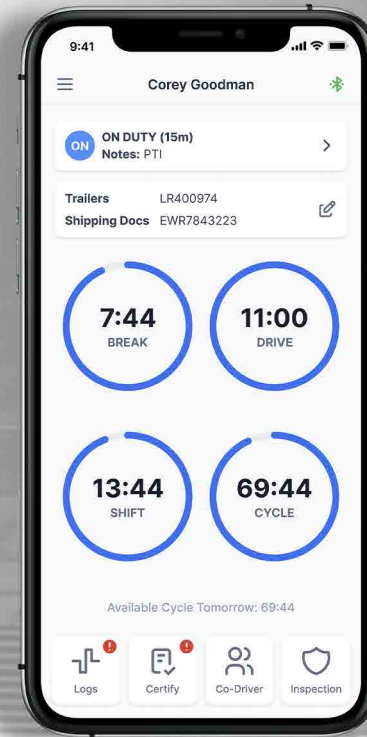 9:41
Corey Goodman
ON
ON DUTY (15m)
Notes: PTI
Trailers LR400974
Shipping Docs EWR7843223
7:44
BREAK
11:00
DRIVE
13:44
SHIFT
69:44
CYCLE
Available Cycle Tomorrow: 69:44
Logs
Certify
Co-Driver
Inspection